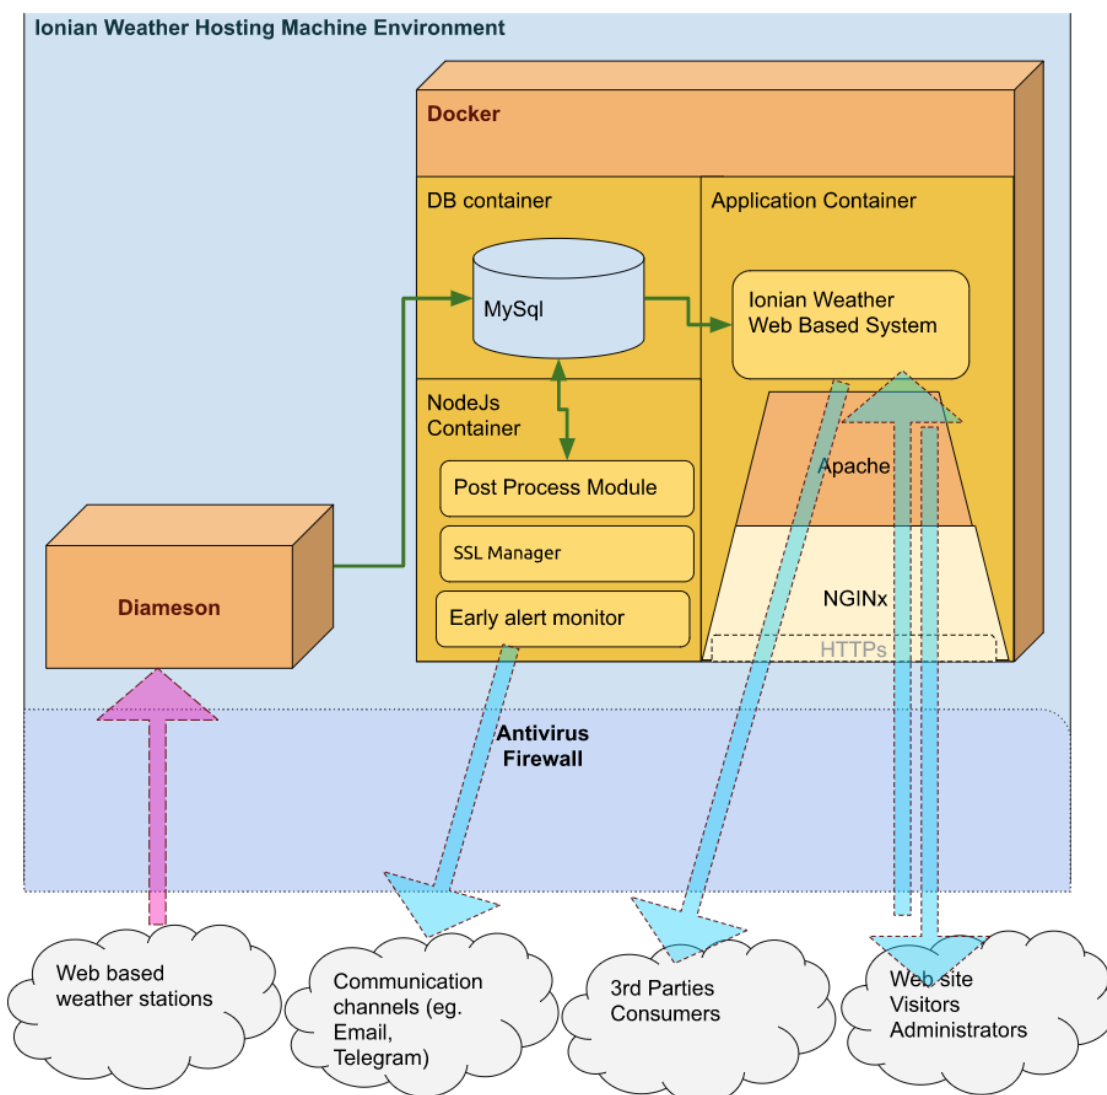 Ionian Weather Hosting Machine Environment
Docker
DB container
Application Container
MySql
Ionian Weather
Web Based System
NodeJs
Container
Post Process Module
SSL Manager
Early alert monitor
Apache
NGINx
HTTPs
Diameson
Antivirus
Firewall
Web based
weather stations
Communication
channels (eg.
Email,
Telegram)
3rd Parties
Consumers
Web site
Visitors
Administrators